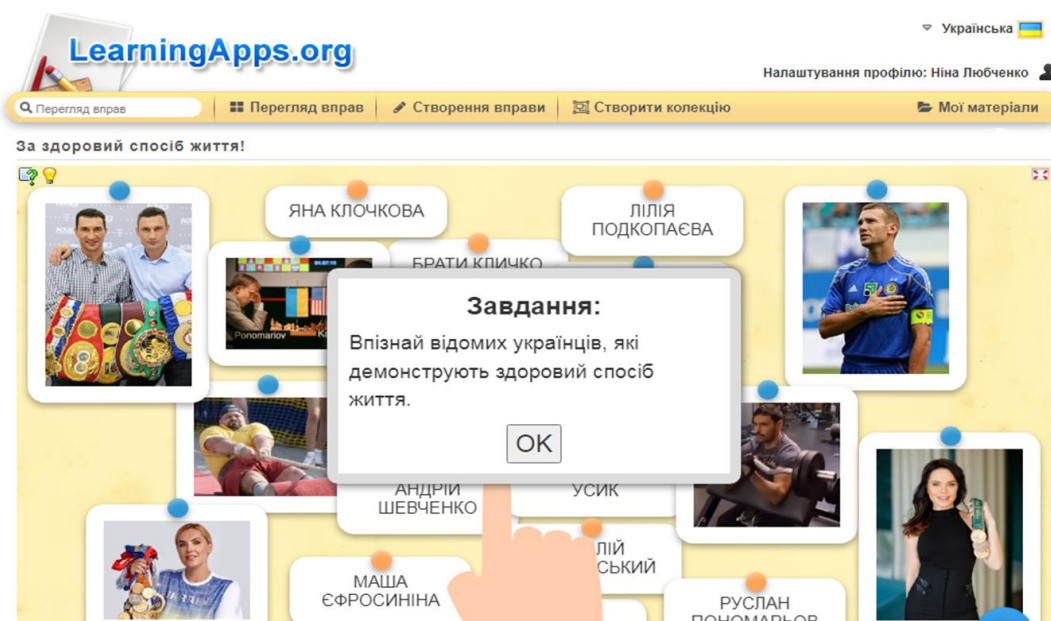 LearningApps.org
Українська
Налаштування профілю: Ніна Любченко
Перегляд вправ
Перегляд вправ
Створення вправи
Створити колекцію
Мої матеріали
За здоровий спосіб життя!
ЯНА КЛОЧКОВА
ЛІЛІЯ
ПОДКОПАЄВА
БРАТИ КЛИЧКО
Ponomariov
Завдання:
Впізнай відомих українців, які
демонструють здоровий спосіб
життя.
OK
АНДРІЙ
ШЕВЧЕНКО
УСИК
МАША
ЄФРОСИНІНА
РУСЛАН
ПОНОМАРЬОВ